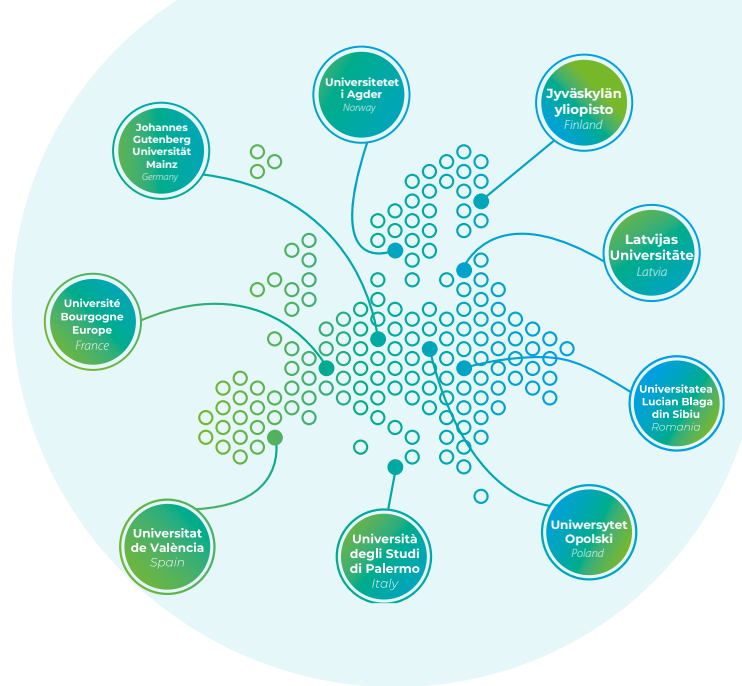 Universitetet
i Agder
Norway
Jyväskylän
yliopisto
Finland
Johannes
Gutenberg
Universität
Mainz
Germany
Latvijas
Universitāte
Latvia
Université
Bourgogne
Europe
France
Universitatea
Lucian Blaga
din Sibiu
Romania
Universitat
de València
Spain
Università
degli Studi
di Palermo
Italy
Uniwersytet
Opolski
Poland